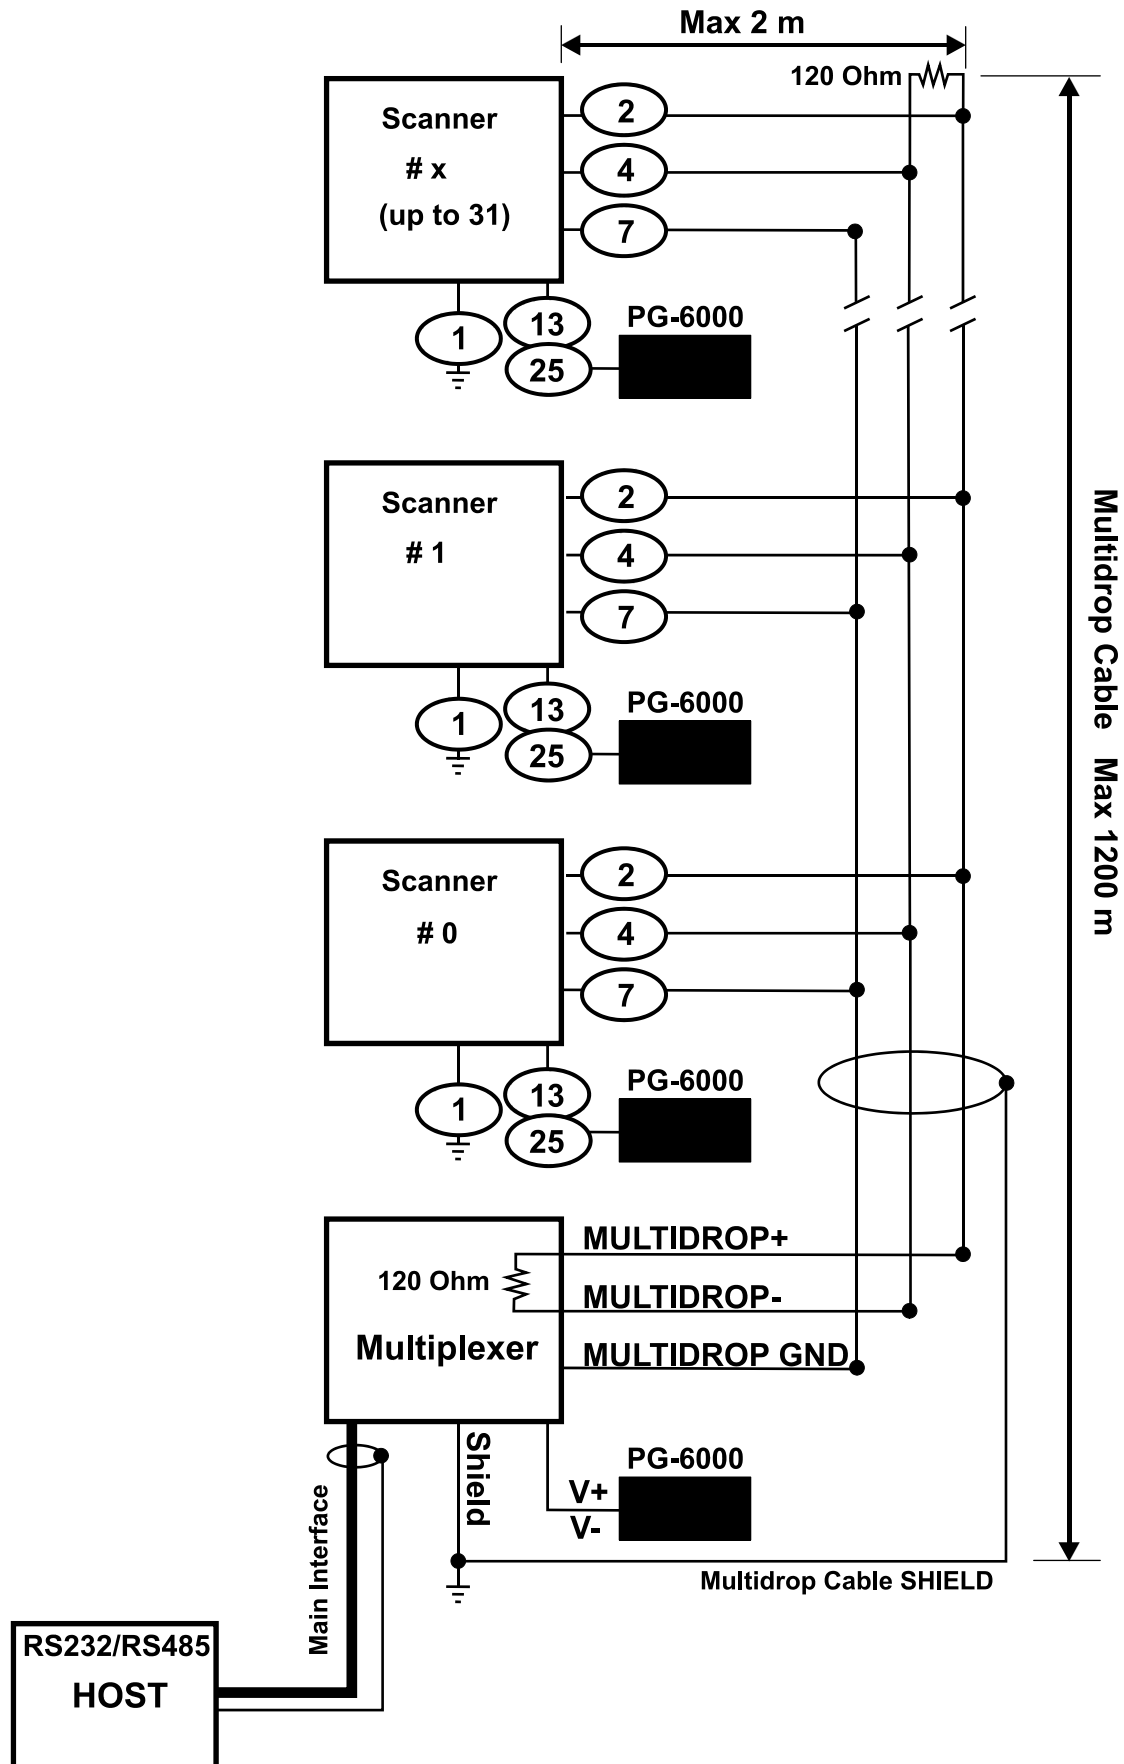 Max 2 m
120 Ohm
Scanner
# x
(up to 31)
2
4
7
1
13
25
PG-6000
Scanner
# 1
2
4
7
1
13
25
PG-6000
Scanner
# 0
2
4
7
1
13
25
PG-6000
Multidrop Cable Max 1200 m
MULTIDROP+
120 Ohm
MULTIDROP-
Multiplexer
MULTIDROP GND
Shield
PG-6000
V+
V-
Main Interface
Multidrop Cable SHIELD
RS232/RS485
HOST